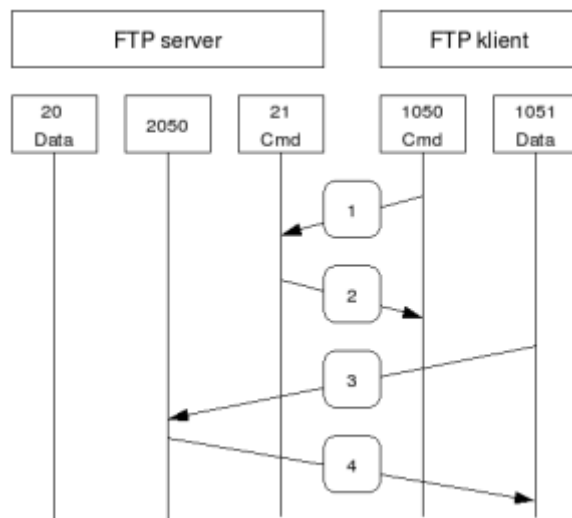 FTP server
FTP klient
20
Data
2050
21
Cmd
1050
Cmd
1051
Data
1
2
3
4